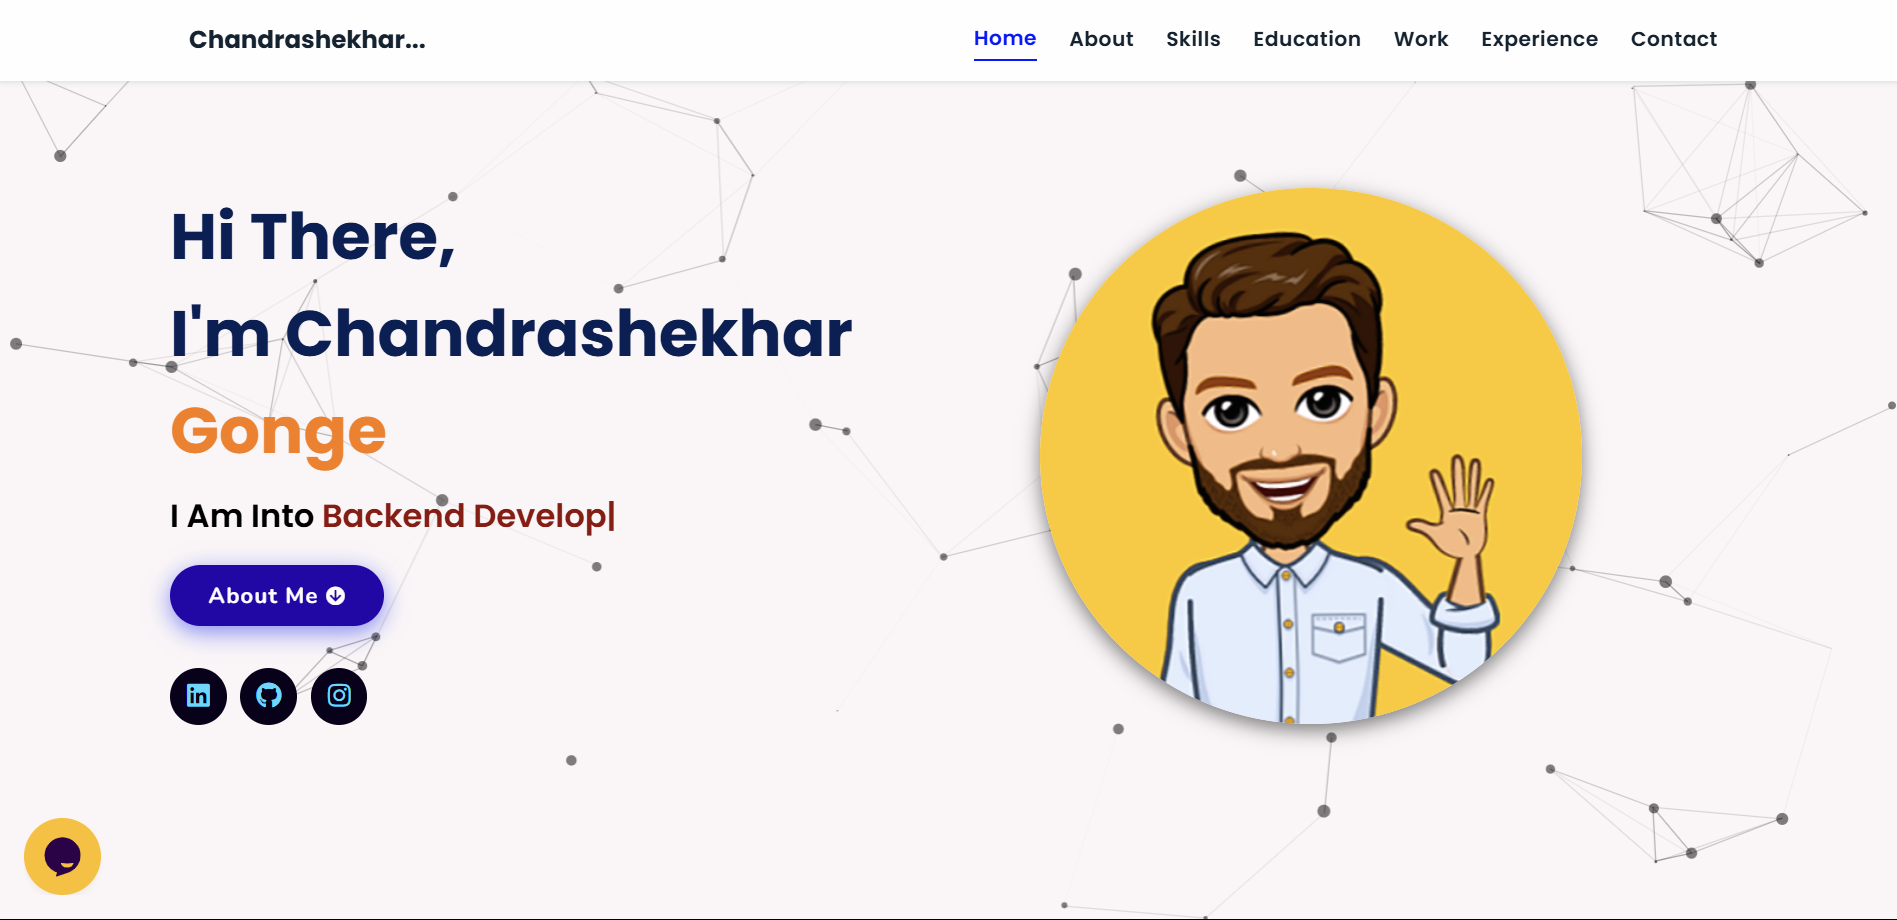 Chandrashekhar...
Home About Skills Education Work Experience Contact
Hi There,
I'm Chandrashekhar
Gonge
I Am Into Backend Develop|
About Me